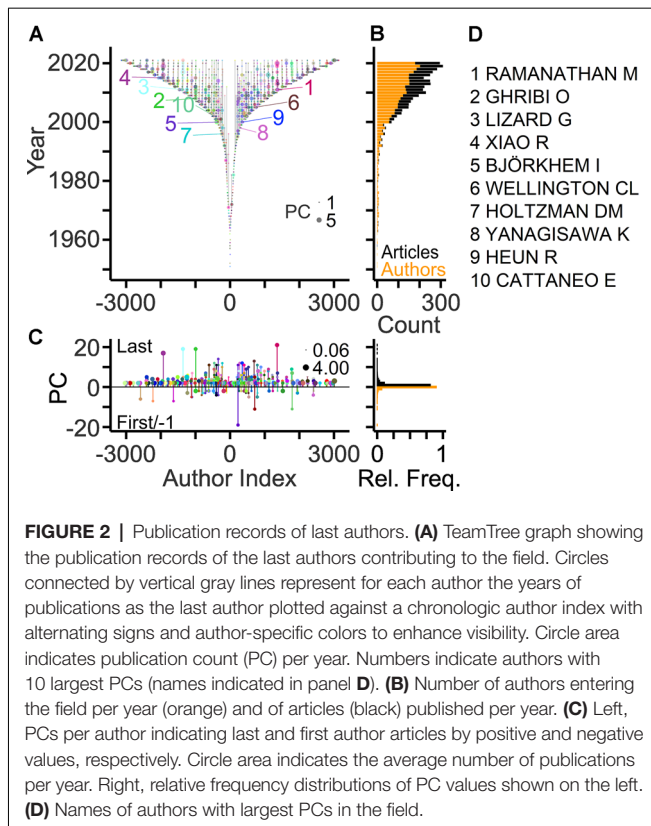 A
B
D
2020
2000
1980
1960
Year
4
3
2
10
5
7
1
6
9
8
PC
1
5
-3000
0
3000
Articles
Authors
0
300
Count
1 RAMANATHAN M
2 GHRIBI O
3 LIZARD G
4 XIAO R
5 BJÖRKHEM I
6 WELLINGTON CL
7 HOLTZMAN DM
8 YANAGISAWA K
9 HEUN R
10 CATTANEO E
C
20
0
-20
PC
Last
0.06
4.00
First/-1
-3000
0
3000
Author Index
0
1
Rel. Freq.
FIGURE 2 | Publication records of last authors. (A) TeamTree graph showing
the publication records of the last authors contributing to the field. Circles
connected by vertical gray lines represent for each author the years of
publications as the last author plotted against a chronologic author index with
alternating signs and author-specific colors to enhance visibility. Circle area
indicates publication count (PC) per year. Numbers indicate authors with
10 largest PCs (names indicated in panel D). (B) Number of authors entering
the field per year (orange) and of articles (black) published per year. (C) Left,
PCs per author indicating last and first author articles by positive and negative
values, respectively. Circle area indicates the average number of publications
per year. Right, relative frequency distributions of PC values shown on the left.
(D) Names of authors with largest PCs in the field.